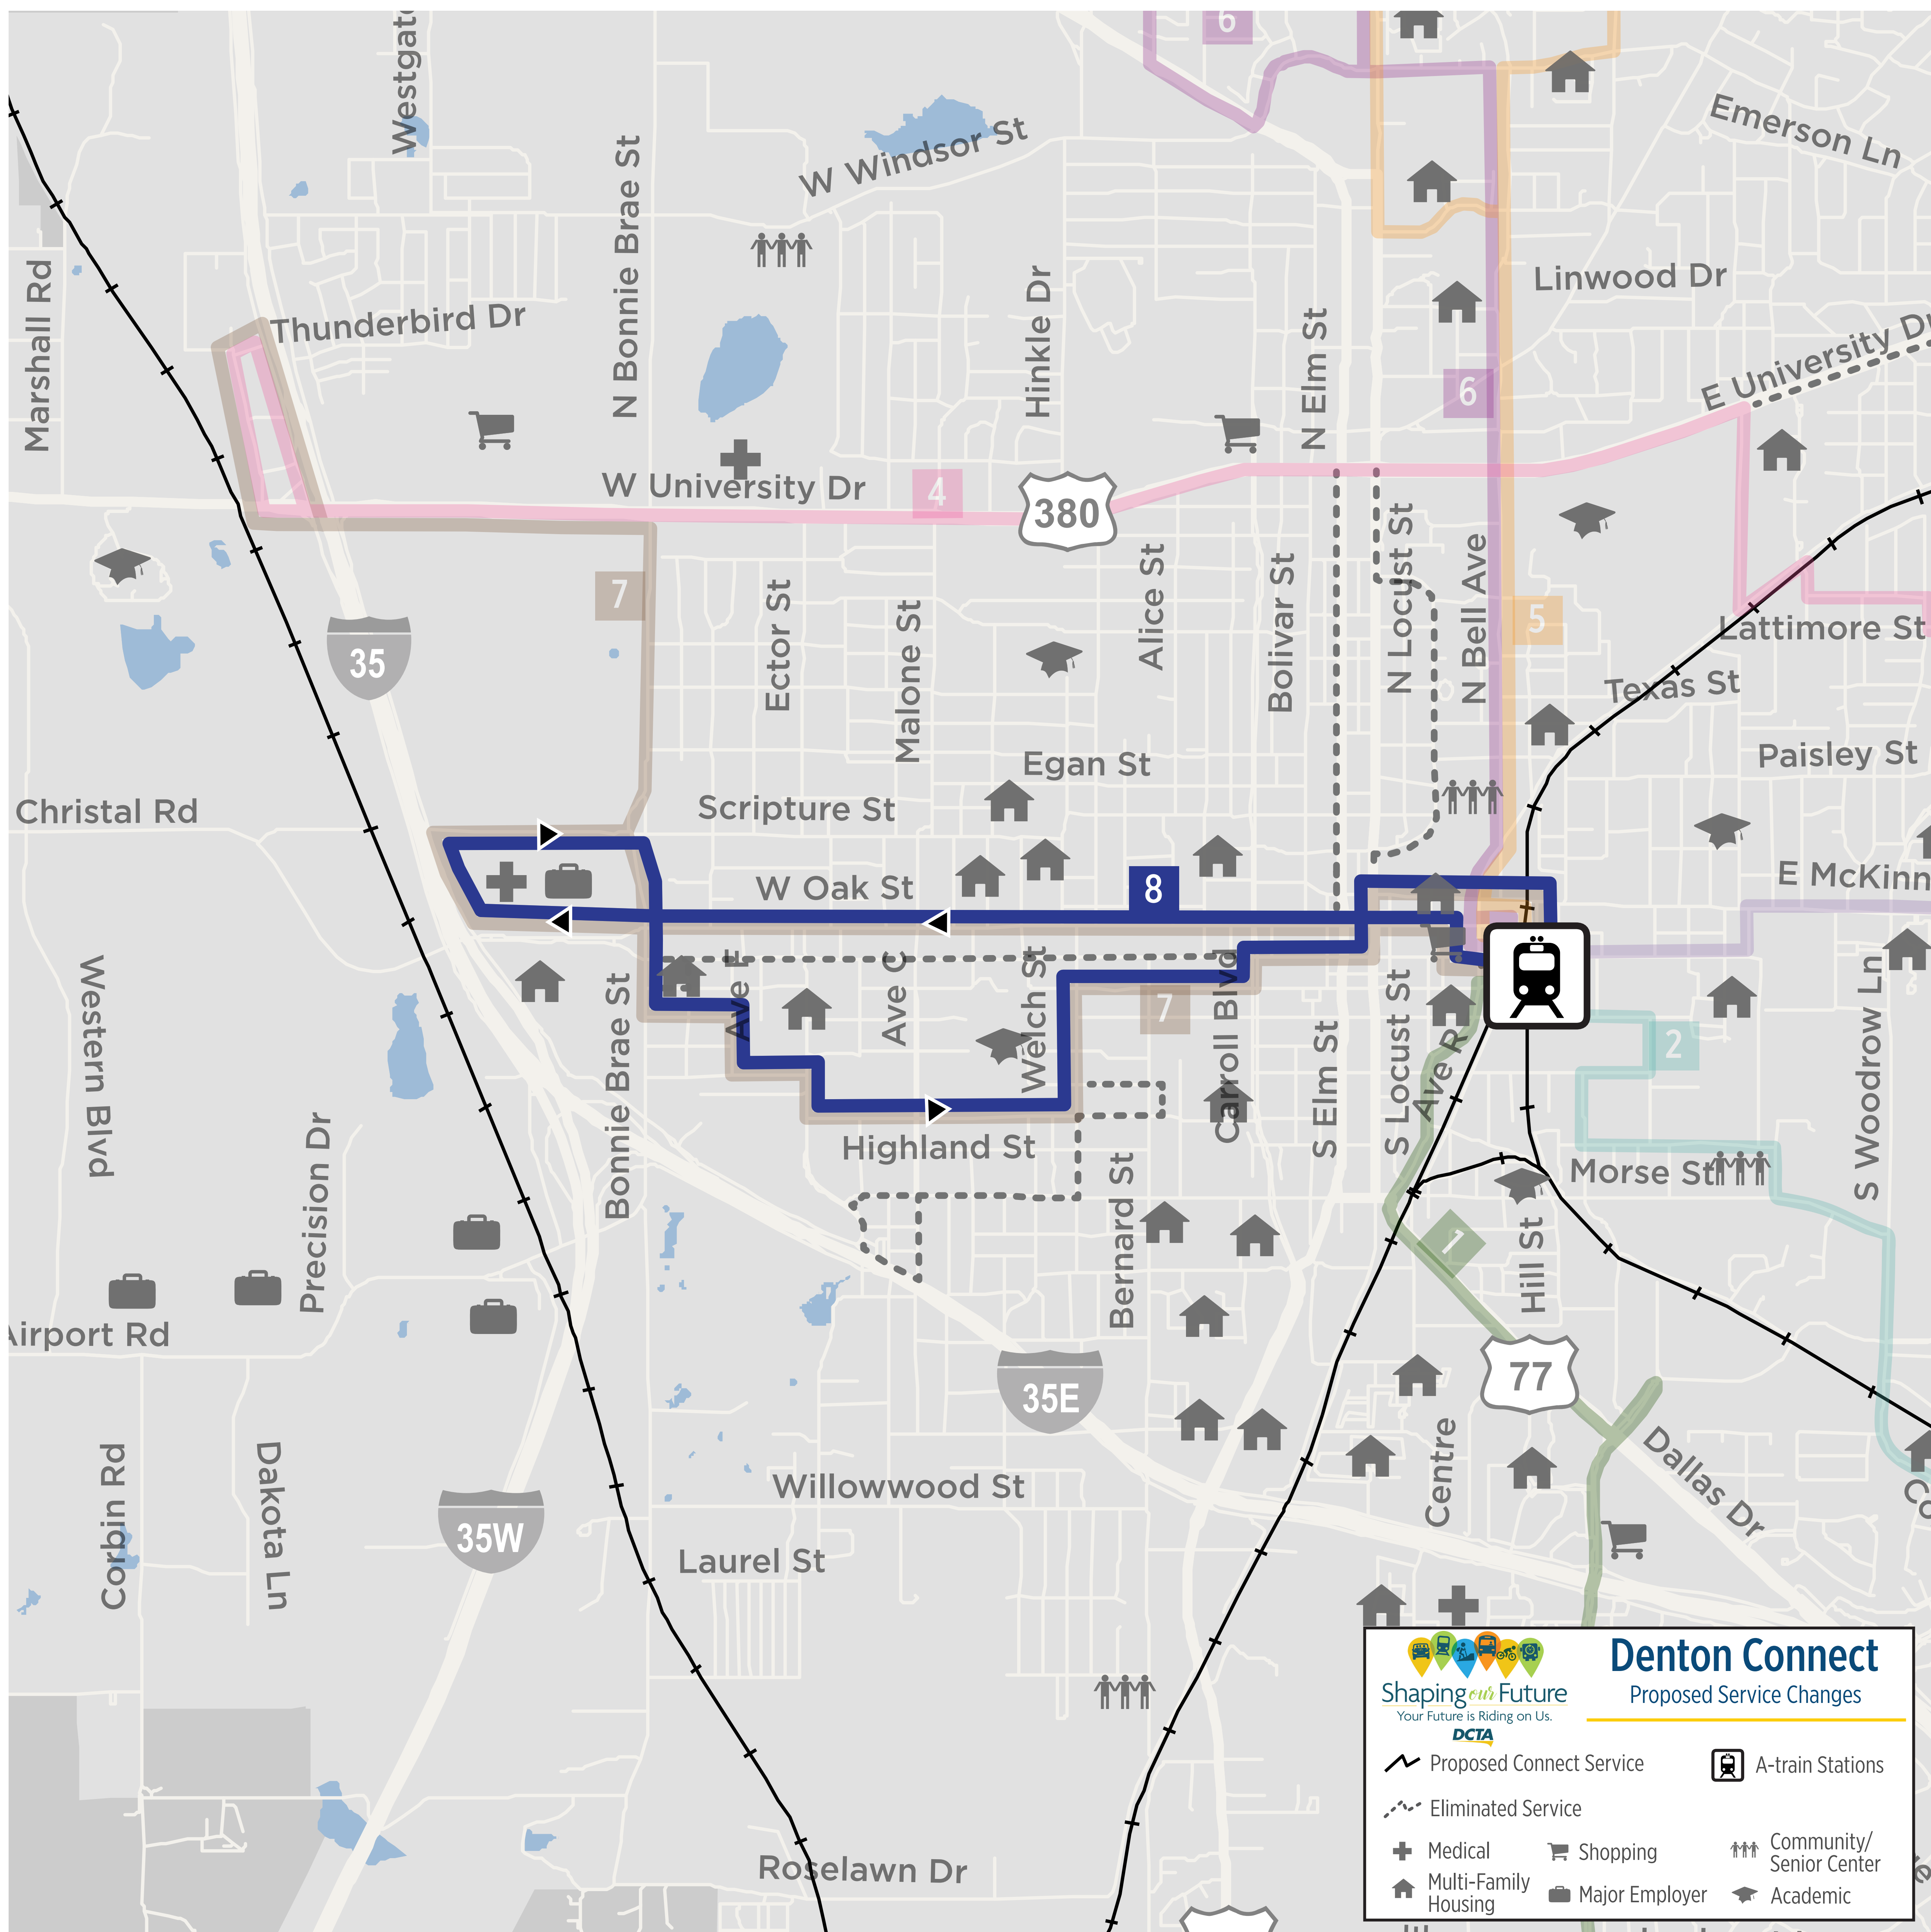 6
Westgat
Emerson Ln
W Windsor St
N Bonnie Brae St
Marshall Rd
Thunderbird Dr
Hinkle Dr
Linwood Dr
N Elm St
E University Dr
6
W University Dr
4
380
7
5
35
Ector St
Malone St
Alice St
Bolivar St
N Locust St
N Bell Ave
Lattimore St
Texas St
Paisley St
Egan St
Scripture St
Christal Rd
W Oak St
8
E McKinn
Western Blvd
Bonnie Brae St
Ave F
Ave C
Welch St
7
Carroll Blvd
S Elm St
S Locust St
Ave R
2
S Woodrow Ln
Highland St
Morse St
Precision Dr
Bernard St
1
Hill St
Airport Rd
35E
77
Corbin Rd
Dakota Ln
Willowwood St
Centre
Dallas Dr
Co
35W
Laurel St
Roselawn Dr
Shaping our Future
Your Future is Riding on Us.
DCTA
Denton Connect
Proposed Service Changes
Proposed Connect Service
A-train Stations
Eliminated Service
Medical
Shopping
Community/
Senior Center
Multi-Family
Housing
Major Employer
Academic